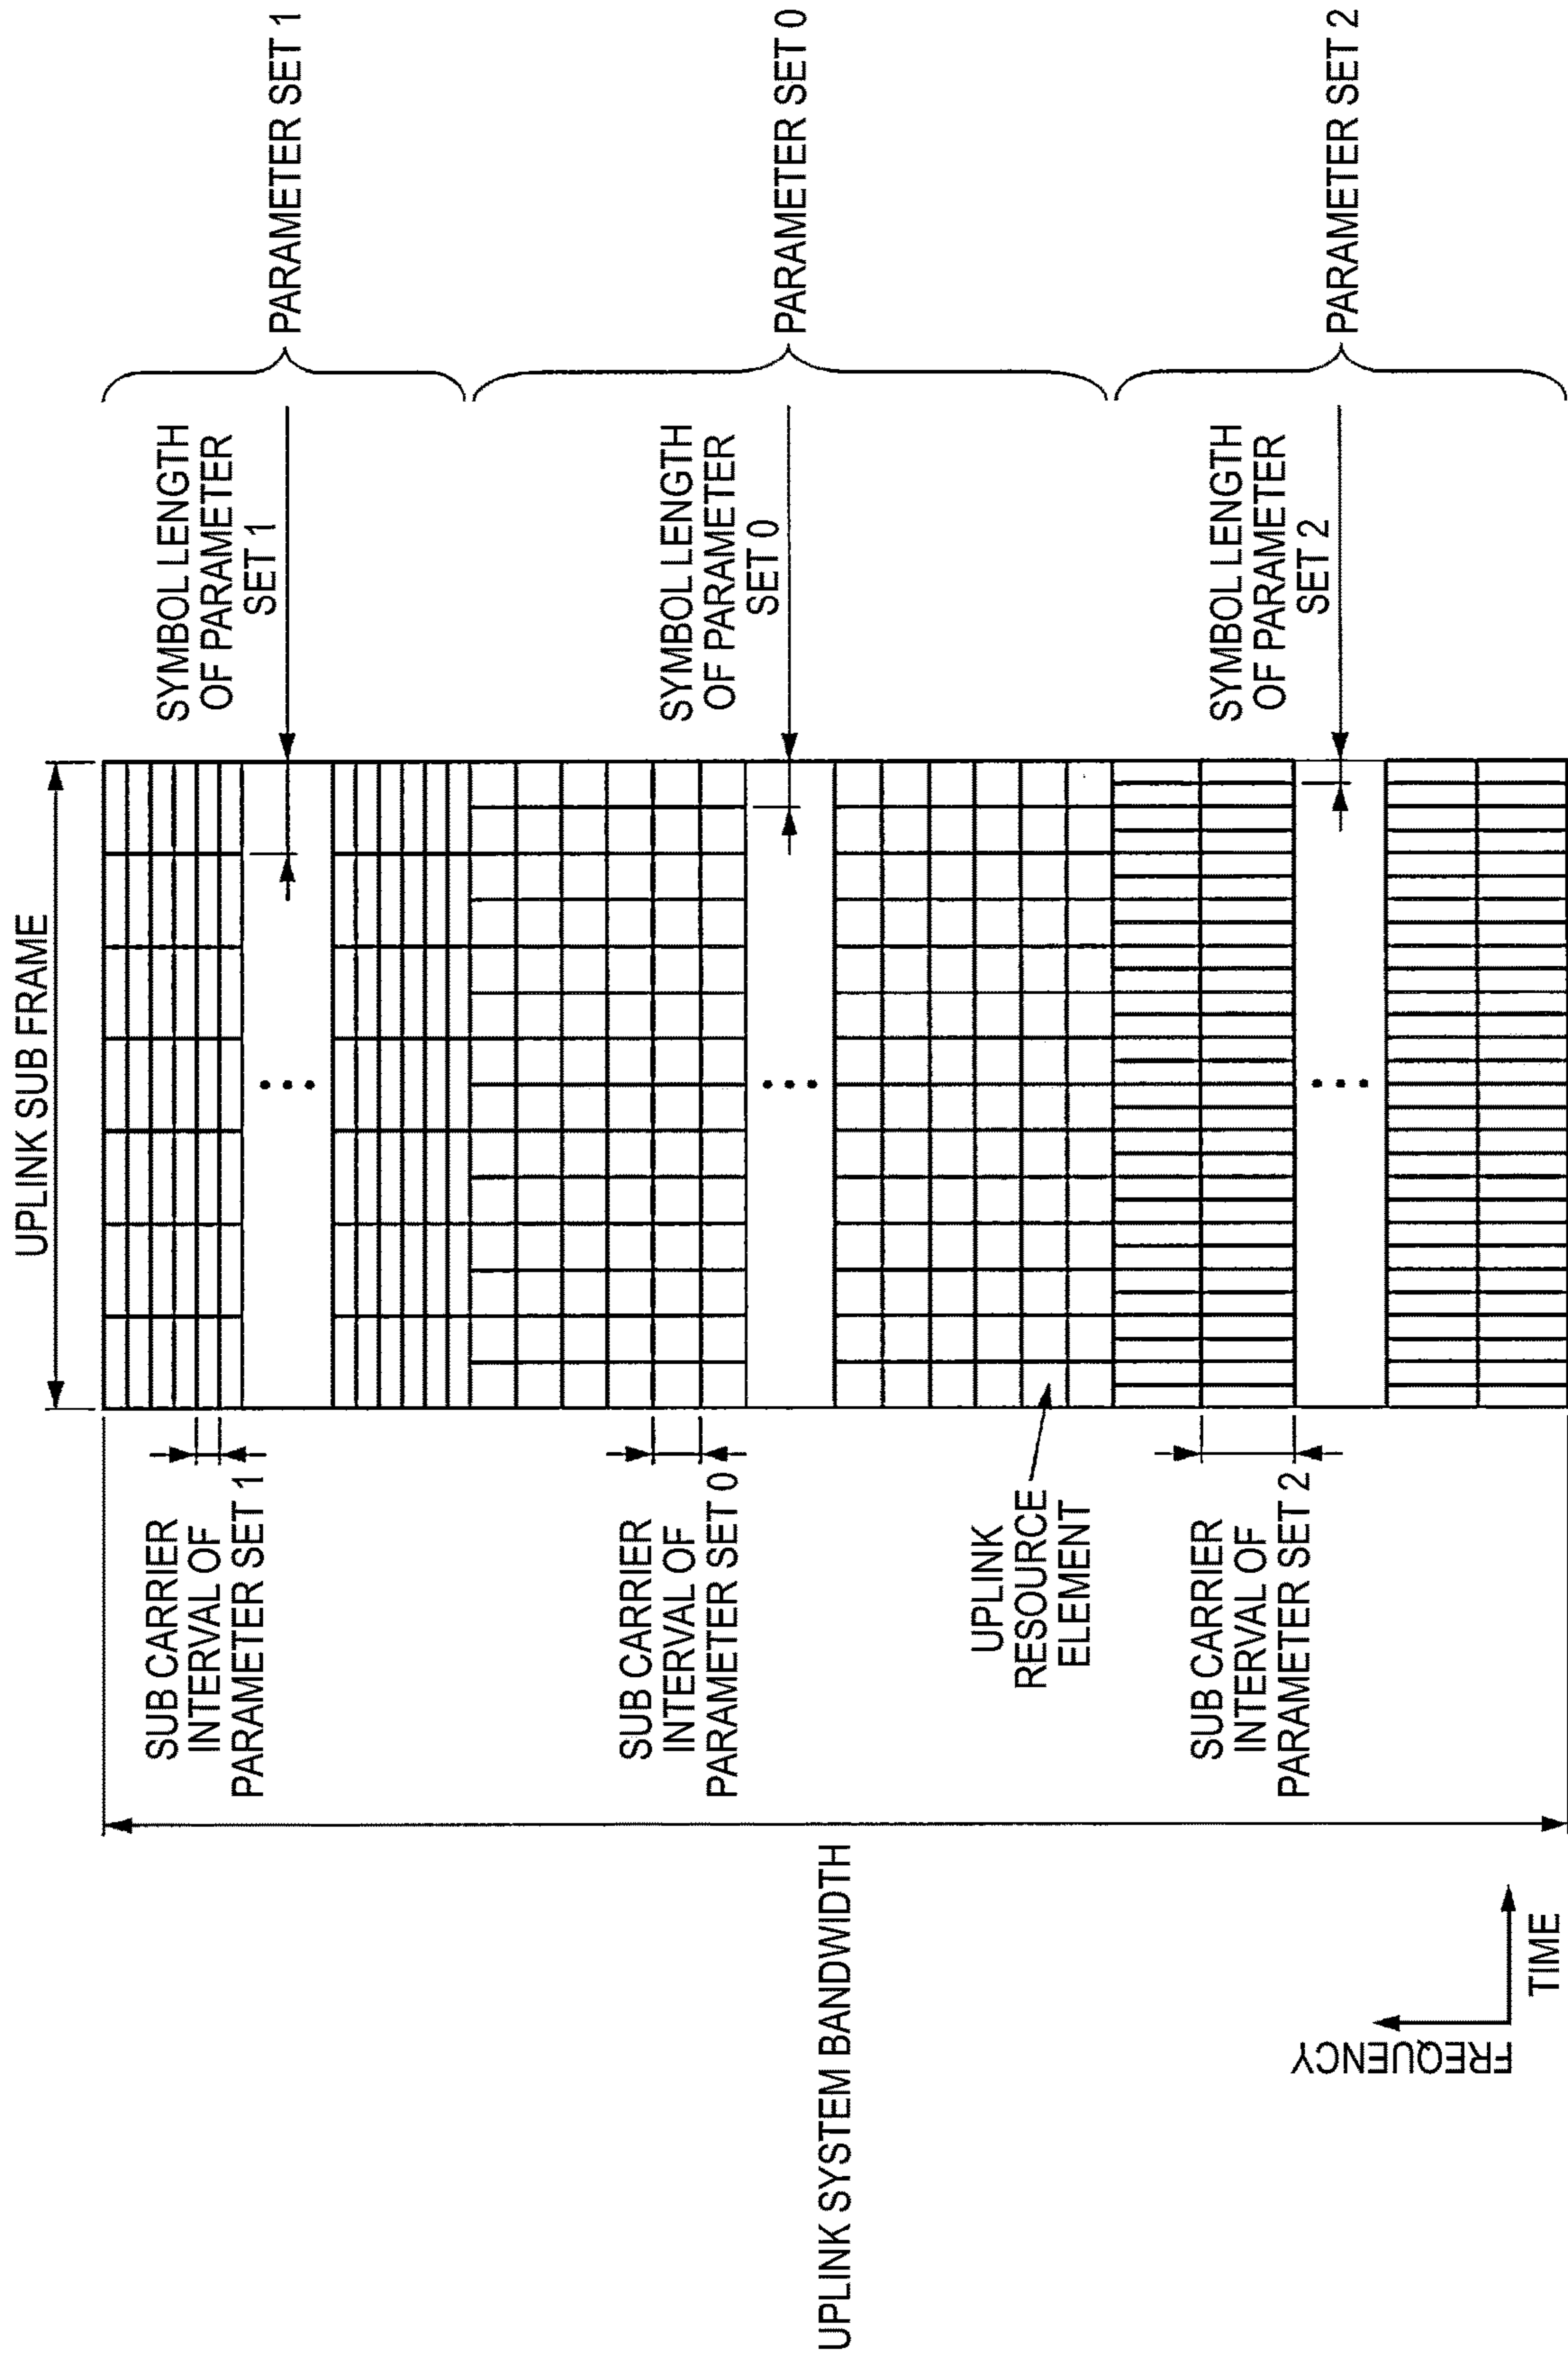 UPLINK SUB FRAME
SYMBOL LENGTH
OF PARAMETER
SET 1
PARAMETER SET 1
SUB CARRIER
INTERVAL OF
PARAMETER SET 1
SYMBOL LENGTH
OF PARAMETER
SET 0
PARAMETER SET 0
SUB CARRIER
INTERVAL OF
PARAMETER SET 0
UPLINK SYSTEM BANDWIDTH
UPLINK
RESOURCE
ELEMENT
SYMBOL LENGTH
OF PARAMETER
SET 2
PARAMETER SET 2
SUB CARRIER
INTERVAL OF
PARAMETER SET 2
FREQUENCY
TIME